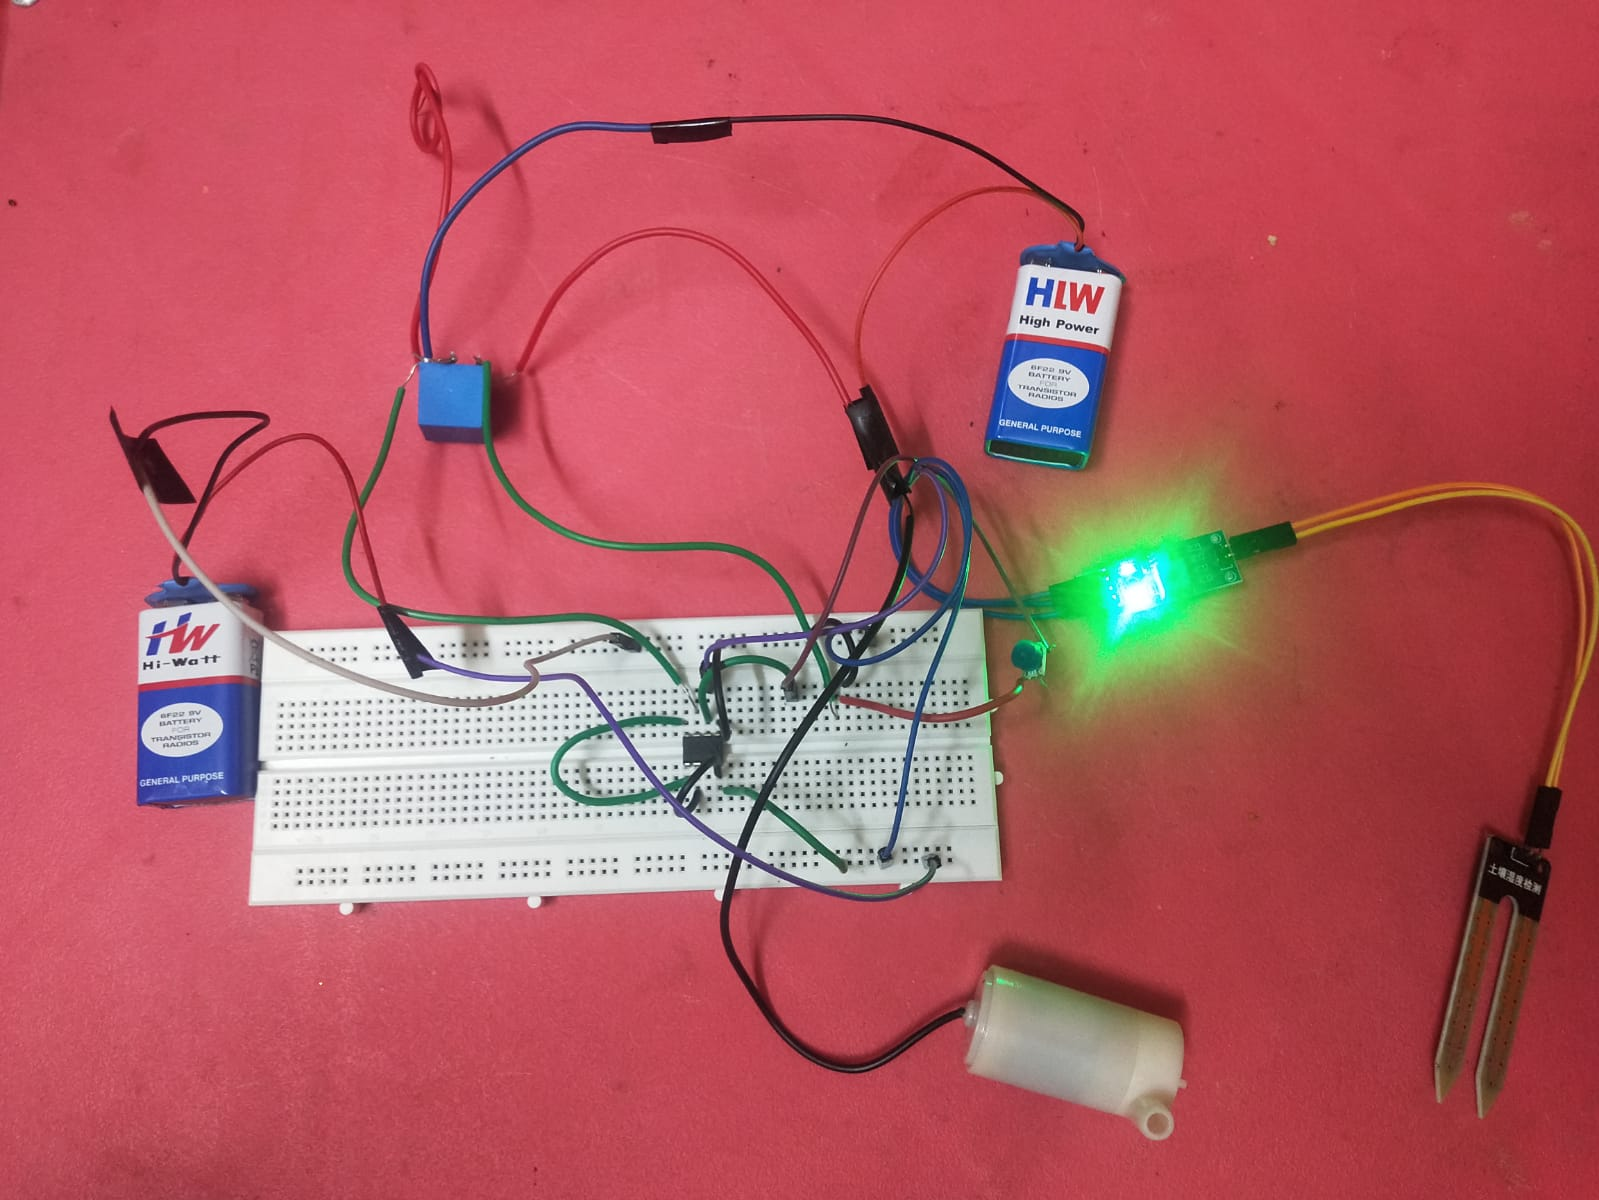 HLW
High Power
6F22 9V
BATTERY
FOR
TRANSISTOR
RADIOS
GENERAL PURPOSE
HW
Hi-Watt
6F22 9V
BATTERY
FOR
TRANSISTOR
RADIOS
GENERAL PURPOSE
土壤湿度检测